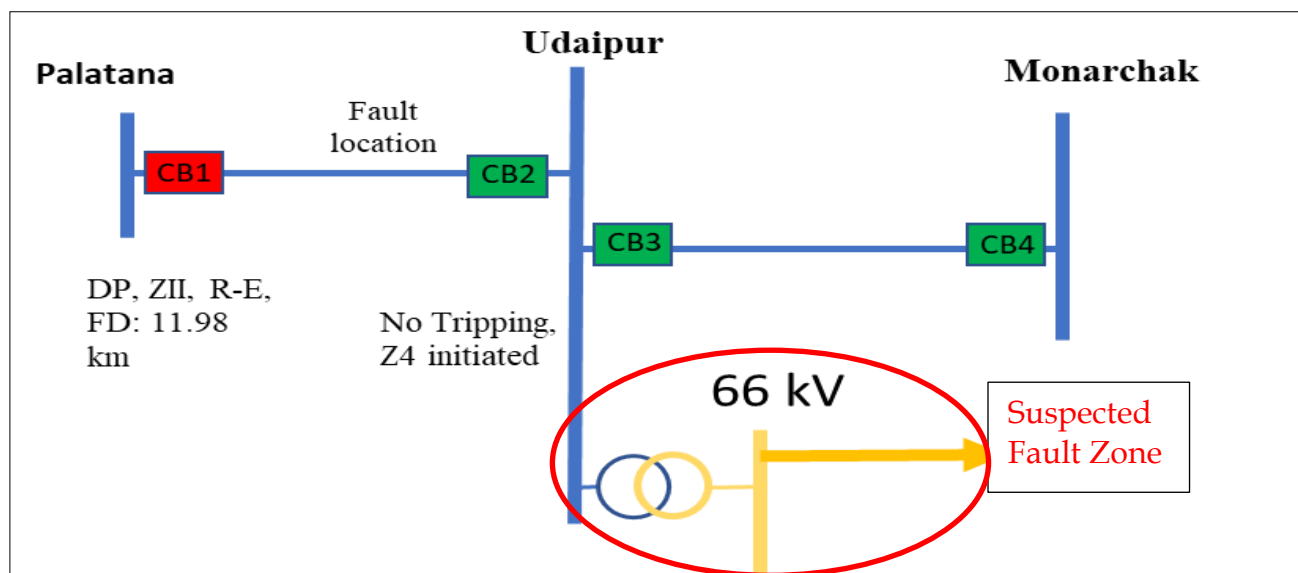 Udaipur
Palatana
Monarchak
Fault
location
CB1
CB2
CB3
CB4
DP, ZII, R-E,
FD: 11.98
km
No Tripping,
Z4 initiated
66 kV
Suspected
Fault Zone